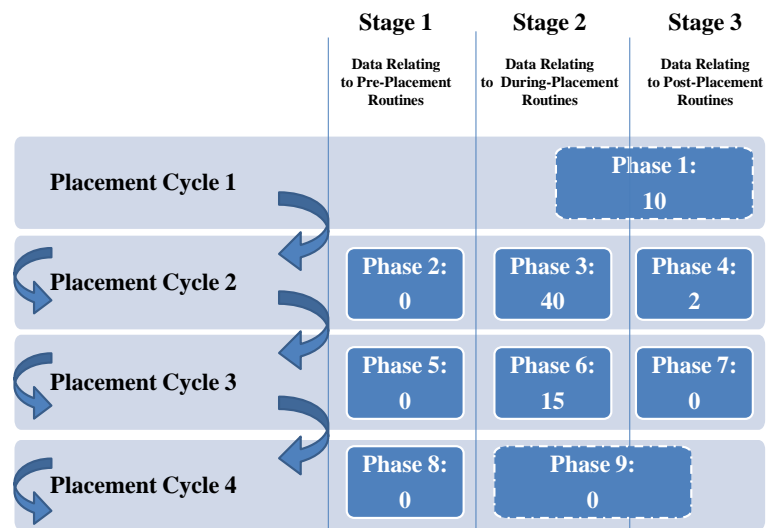 Stage 1 Stage 2 Stage 3
Data Relating Data Relating Data Relating
to Pre-Placement to During-Placement to Post-Placement
Routines Routines Routines
Placement Cycle 1
Phase 1:
10
Placement Cycle 2
Phase 2: Phase 3: Phase 4:
0 40 2
Placement Cycle 3
Phase 5: Phase 6: Phase 7:
0 15 0
Placement Cycle 4
Phase 8: Phase 9:
0 0